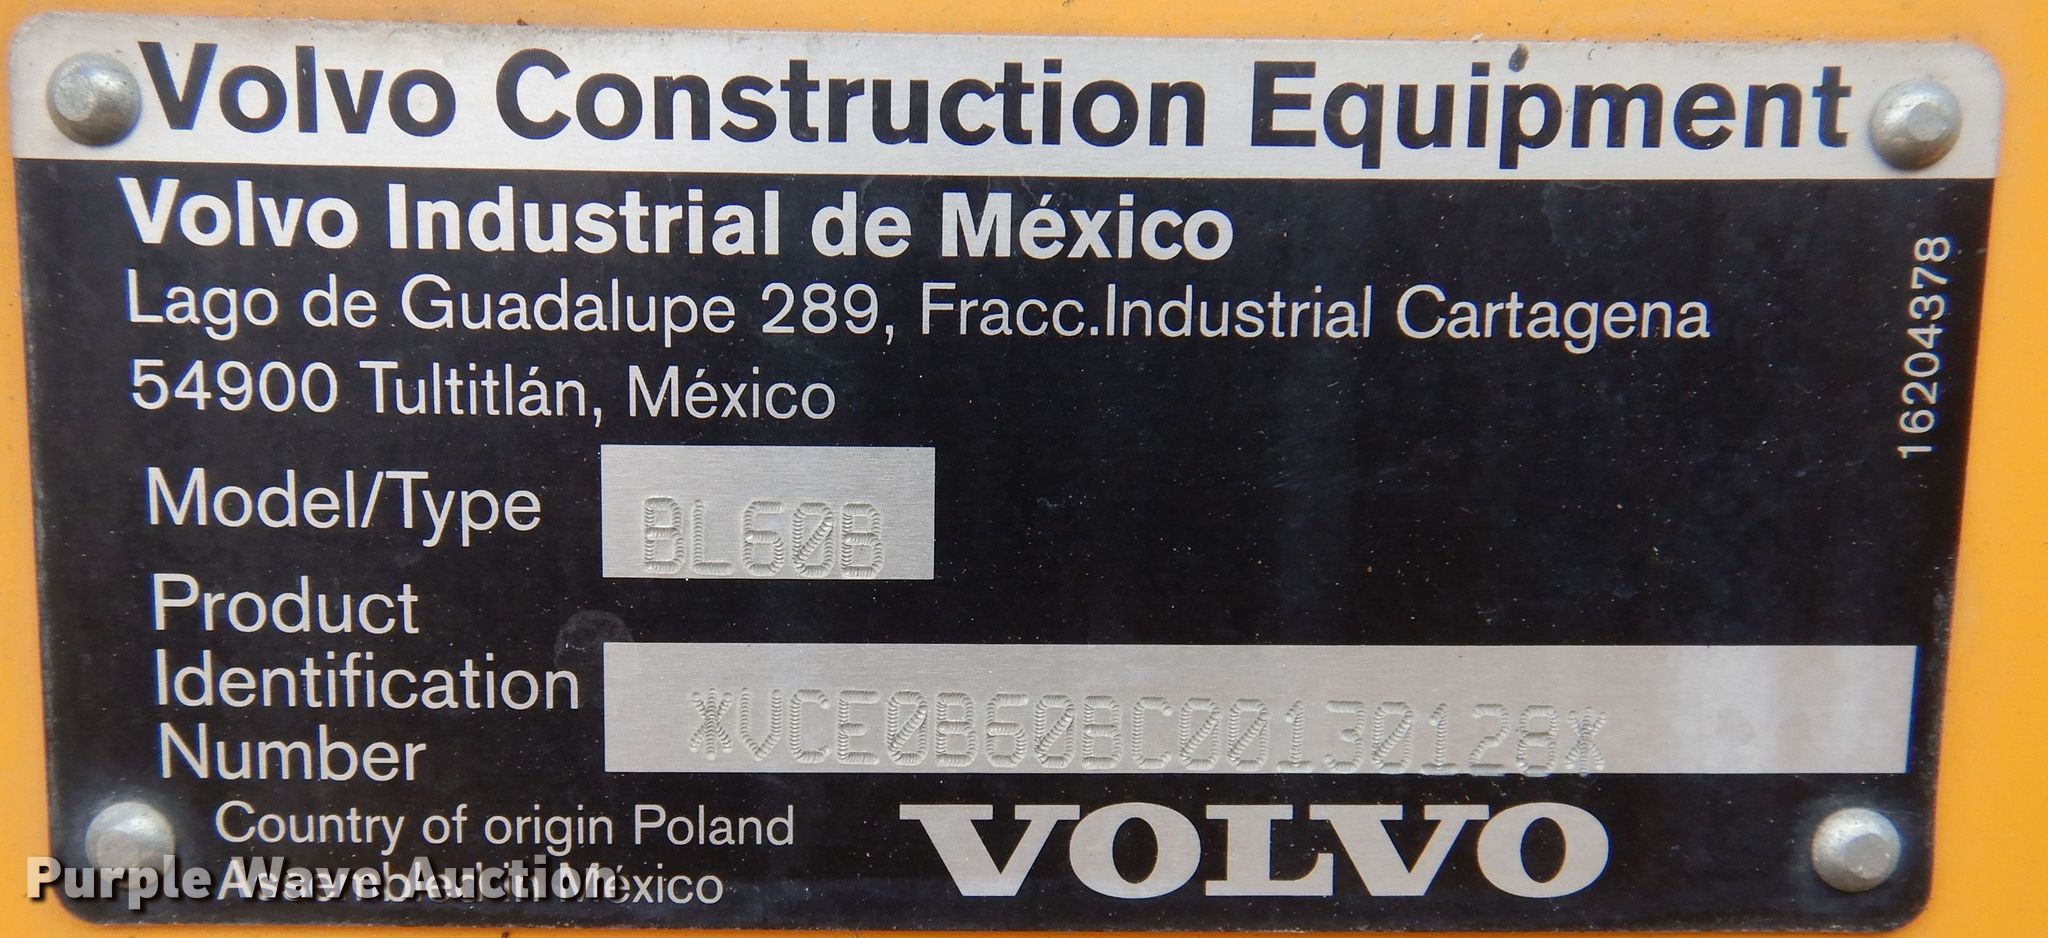 Volvo Construction Equipment
Volvo Industrial de México
Lago de Guadalupe 289, Fracc.Industrial Cartagena
54900 Tultitlán, México
16204378
Model/Type BL60B
Product
Identification
Number *VCE0B60BC00130128*
Country of origin Poland
Assembled in México
VOLVO
Purple Wave Auction